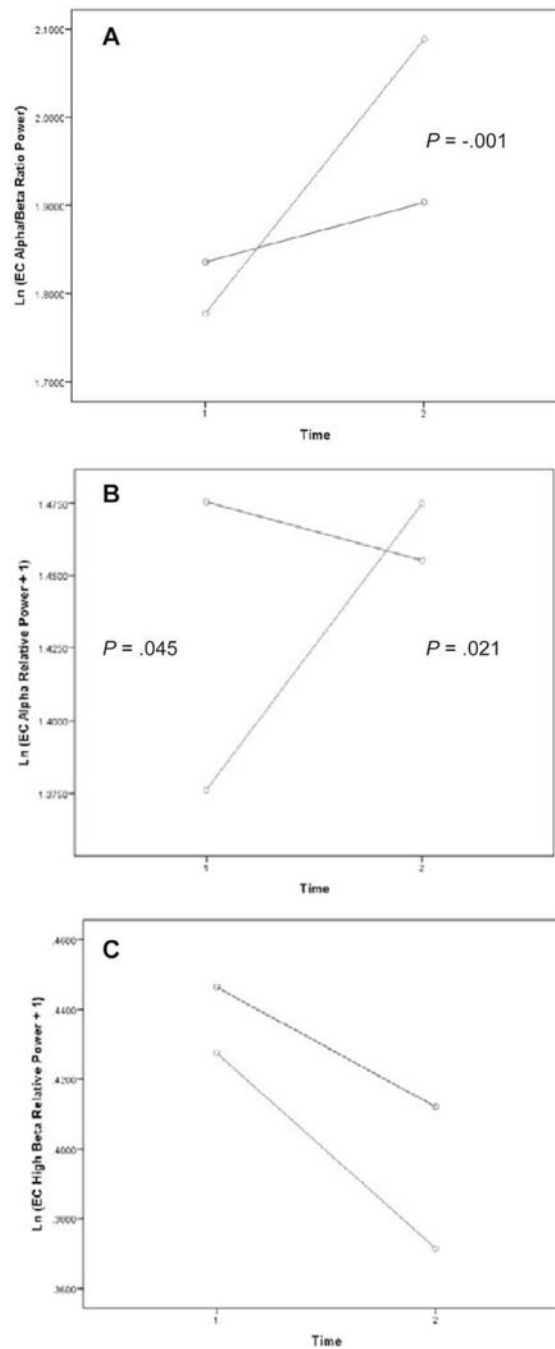 A
2.1000
2.0000
1.9000
1.8000
1.7000
Ln (EC Alpha/Beta Ratio Power)
P = -.001
1 2
Time
B
1.4750
1.4500
1.4250
1.4000
1.3750
Ln (EC Alpha Relative Power + 1)
P = .045
P = .021
1 2
Time
C
.4600
.4400
.4200
.4000
.3800
.3600
Ln (EC High Beta Relative Power + 1)
1 2
Time